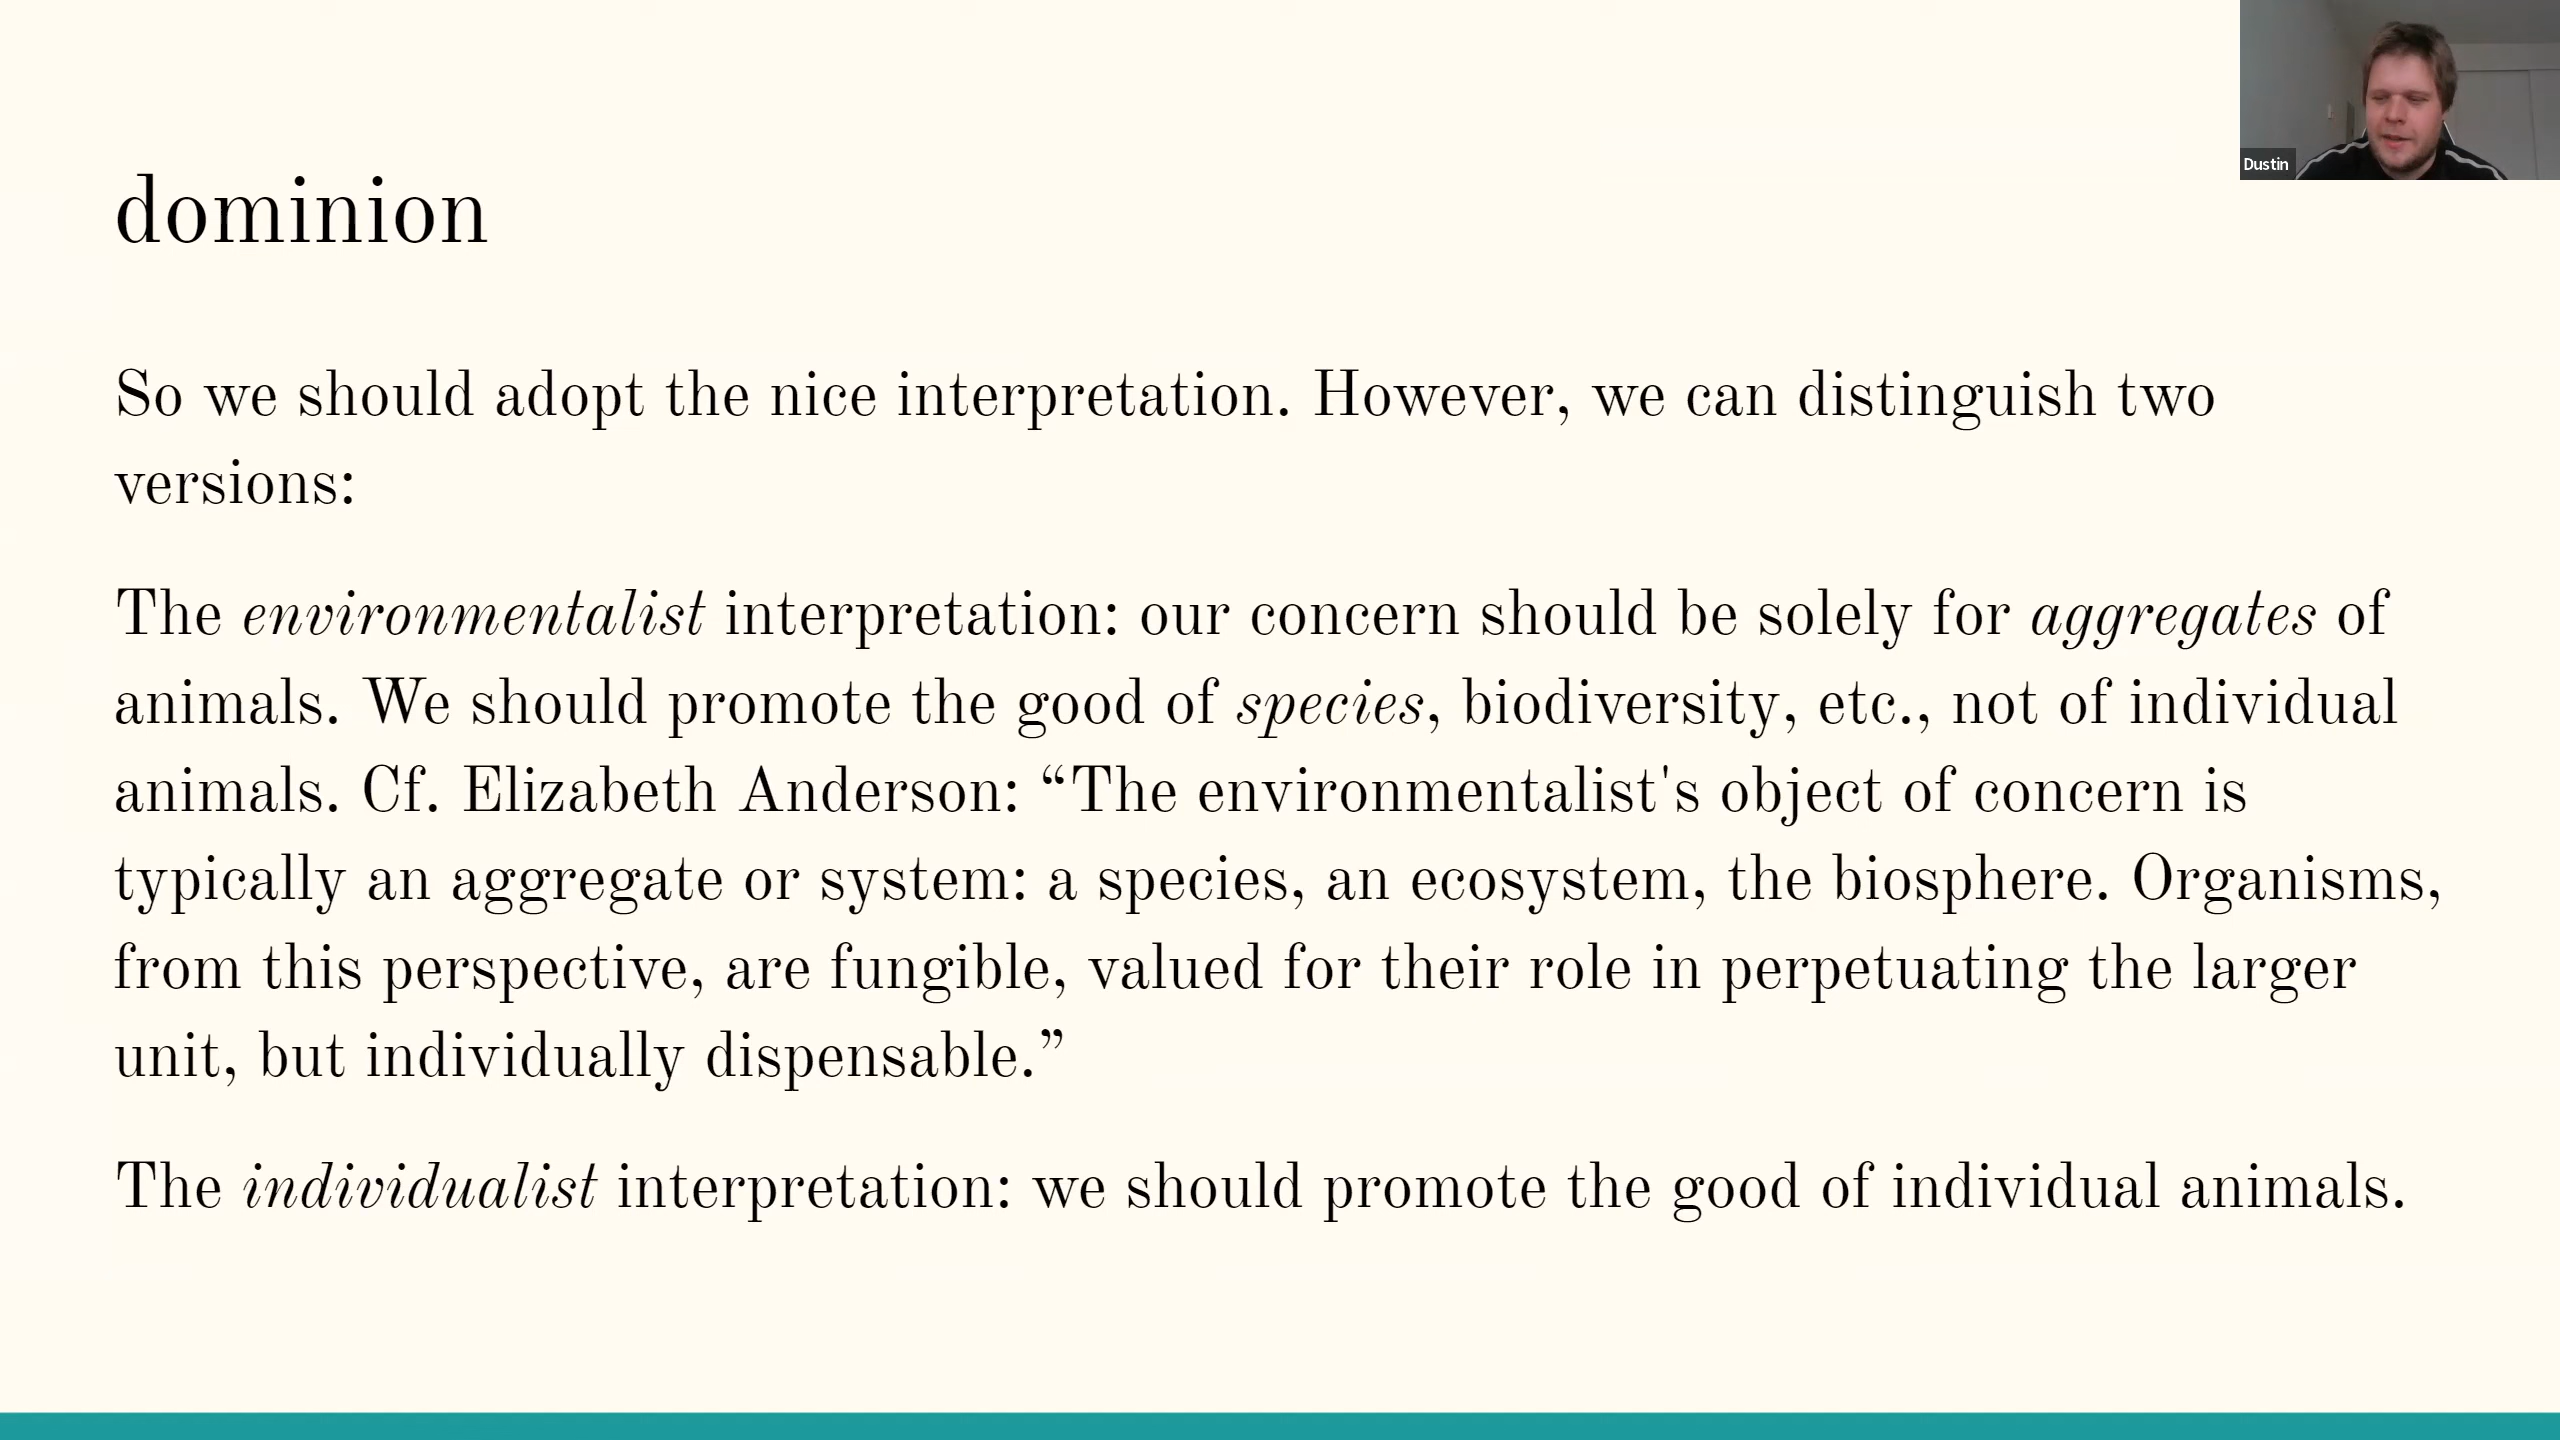 Dustin
dominion
So we should adopt the nice interpretation. However, we can distinguish two
versions:
The environmentalist interpretation: our concern should be solely for aggregates of
animals. We should promote the good of species, biodiversity, etc., not of individual
animals. Cf. Elizabeth Anderson: “The environmentalist's object of concern is
typically an aggregate or system: a species, an ecosystem, the biosphere. Organisms,
from this perspective, are fungible, valued for their role in perpetuating the larger
unit, but individually dispensable.”
The individualist interpretation: we should promote the good of individual animals.